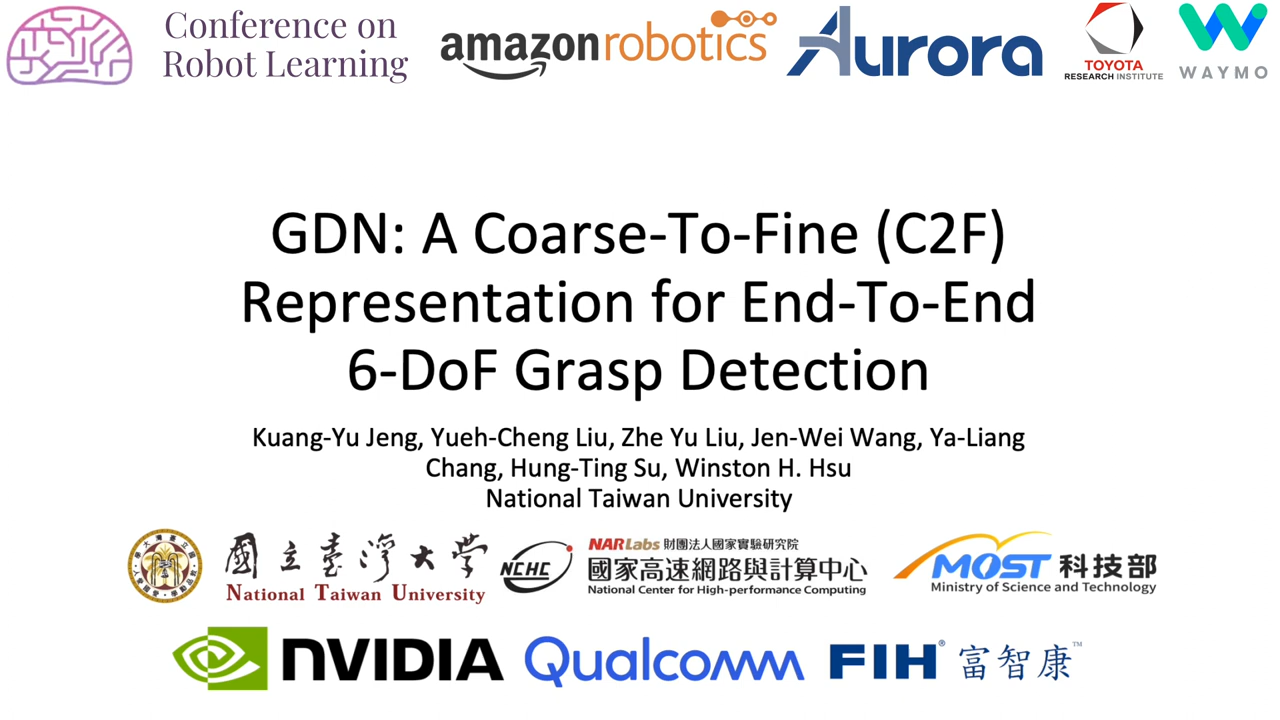 Conference on
Robot Learning
amazonrobotics
Aurora
TOYOTA
RESEARCH INSTITUTE
WAYMO
GDN: A Coarse-To-Fine (C2F)
Representation for End-To-End
6-DoF Grasp Detection
Kuang-Yu Jeng, Yueh-Cheng Liu, Zhe Yu Liu, Jen-Wei Wang, Ya-Liang
Chang, Hung-Ting Su, Winston H. Hsu
National Taiwan University
國立臺灣大學
National Taiwan University
NCHC
NARLabs 財團法人國家實驗研究院
國家高速網路與計算中心
National Center for High-performance Computing
MOST 科技部
Ministry of Science and Technology
NVIDIA
Qualcomm
FIH® 富智康™